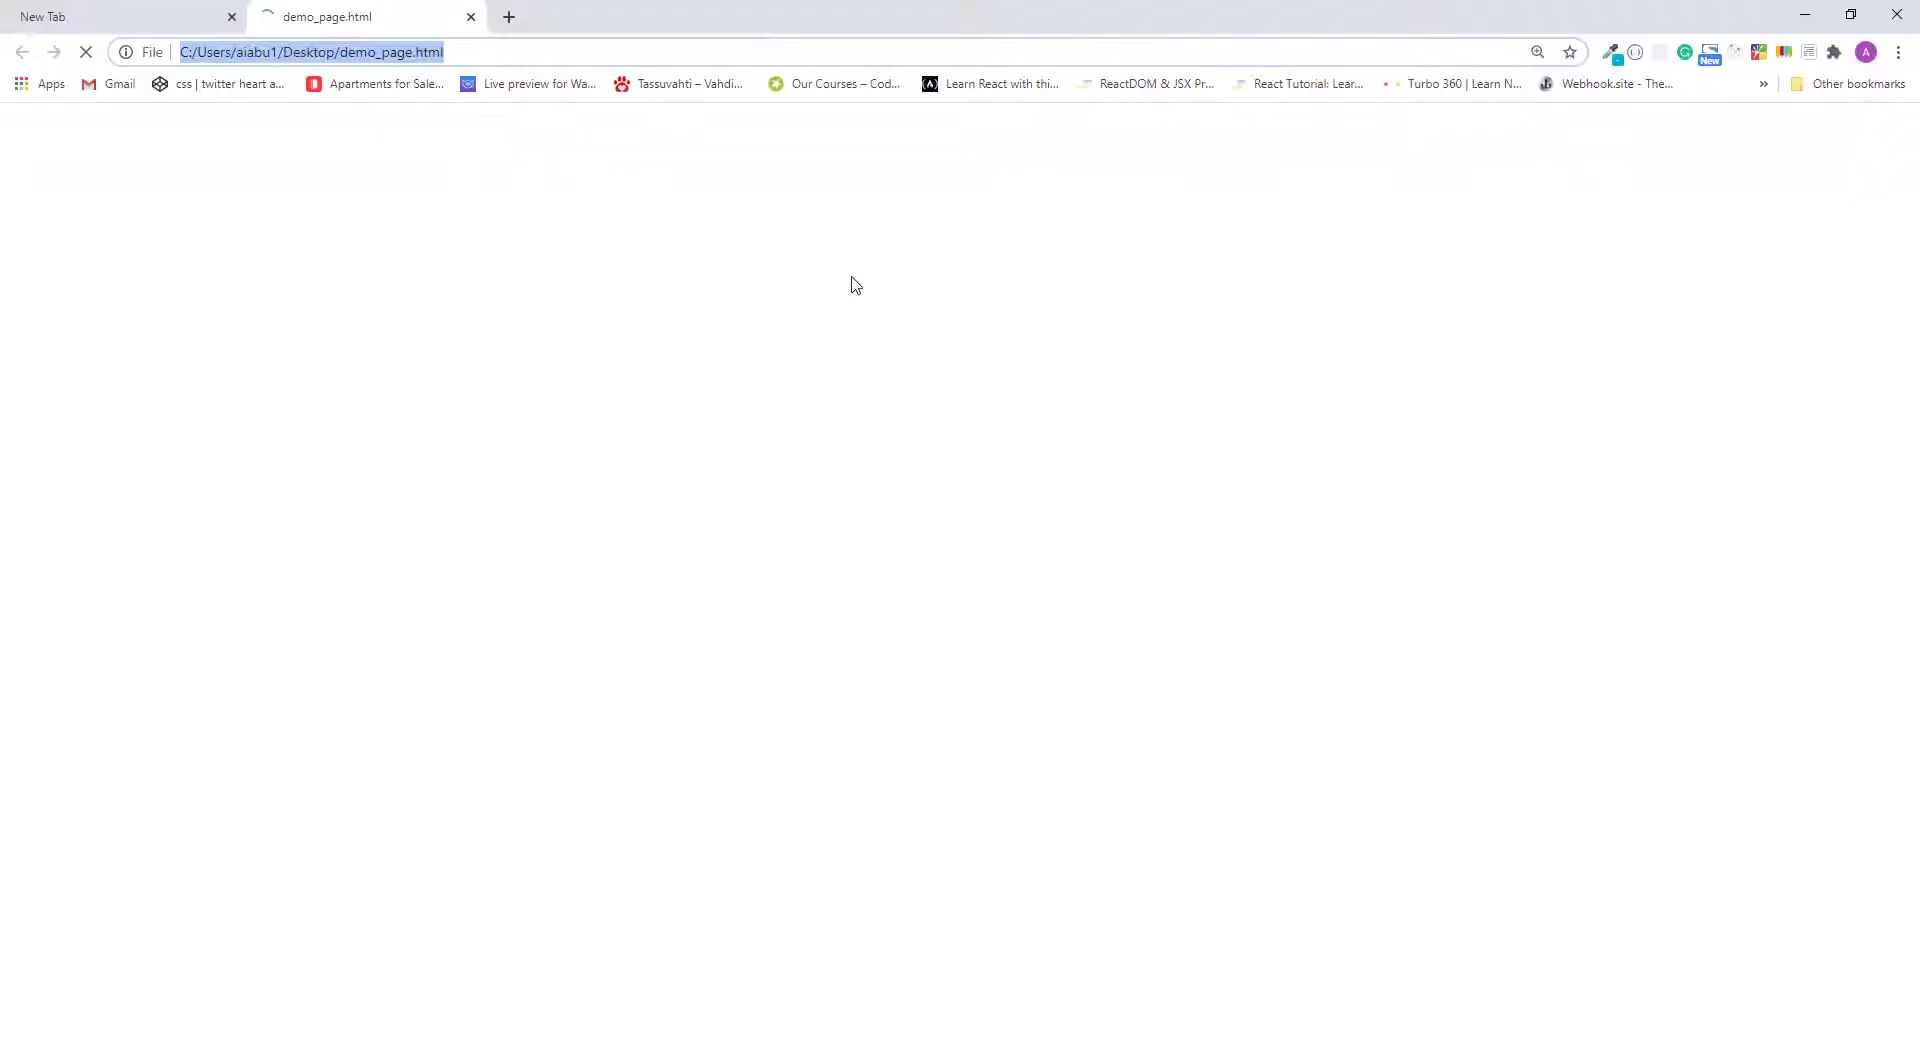 New Tab
demo_page.html
File
C:/Users/aiabu1/Desktop/demo_page.html
New
A
Apps
Gmail
css | twitter heart a...
Apartments for Sale...
Live preview for Wa...
Tassuvahti – Vahdi...
Our Courses – Cod...
Learn React with thi...
ReactDOM & JSX Pr...
React Tutorial: Lear...
Turbo 360 | Learn N...
Webhook.site - The...
Other bookmarks